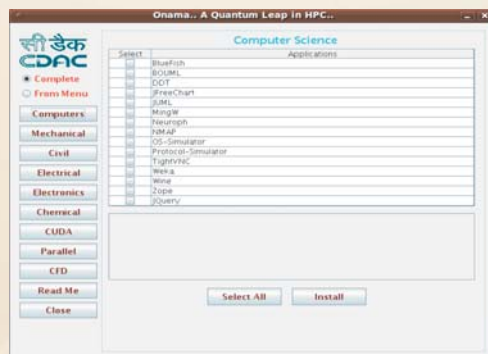 Onama.. A Quantum Leap in HPC..
सी डैक
CDAC
Complete
From Menu
Computers
Mechanical
Civil
Electrical
Electronics
Chemical
CUDA
Parallel
CFD
Read Me
Close
Computer Science
Select Applications
BlueFish
BOUML
DDT
JFreeChart
JUML
MingW
Neuroph
NMAP
OS-Simulator
Protocol-Simulator
TightVNC
Weka
Wine
Zope
JQuery
Select All Install